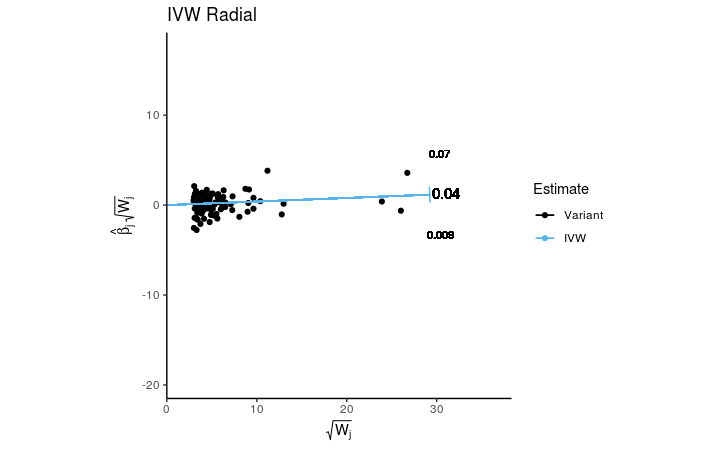 IVW Radial
10
0
-10
-20
β̂j√Wj
0.07
0.04
0.009
0
10
20
30
√Wj
Estimate
Variant
IVW